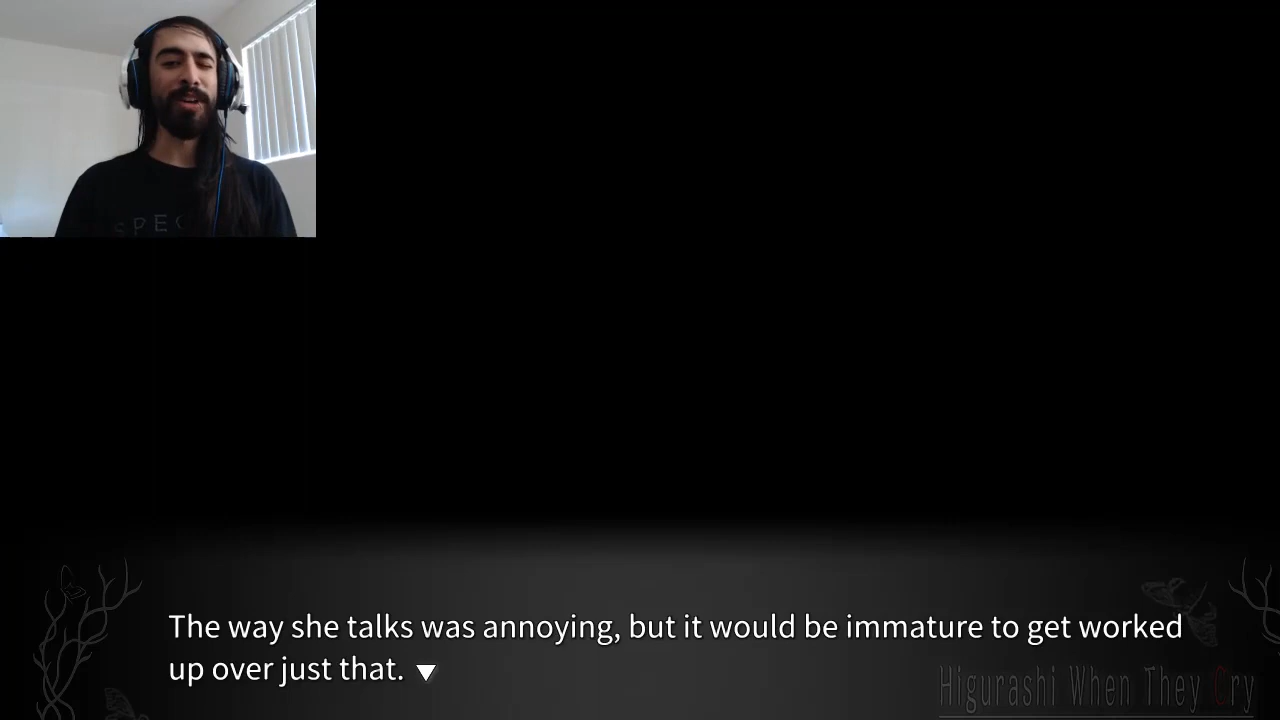 SPEC
The way she talks was annoying, but it would be immature to get worked
up over just that.
Higurashi When They Cry